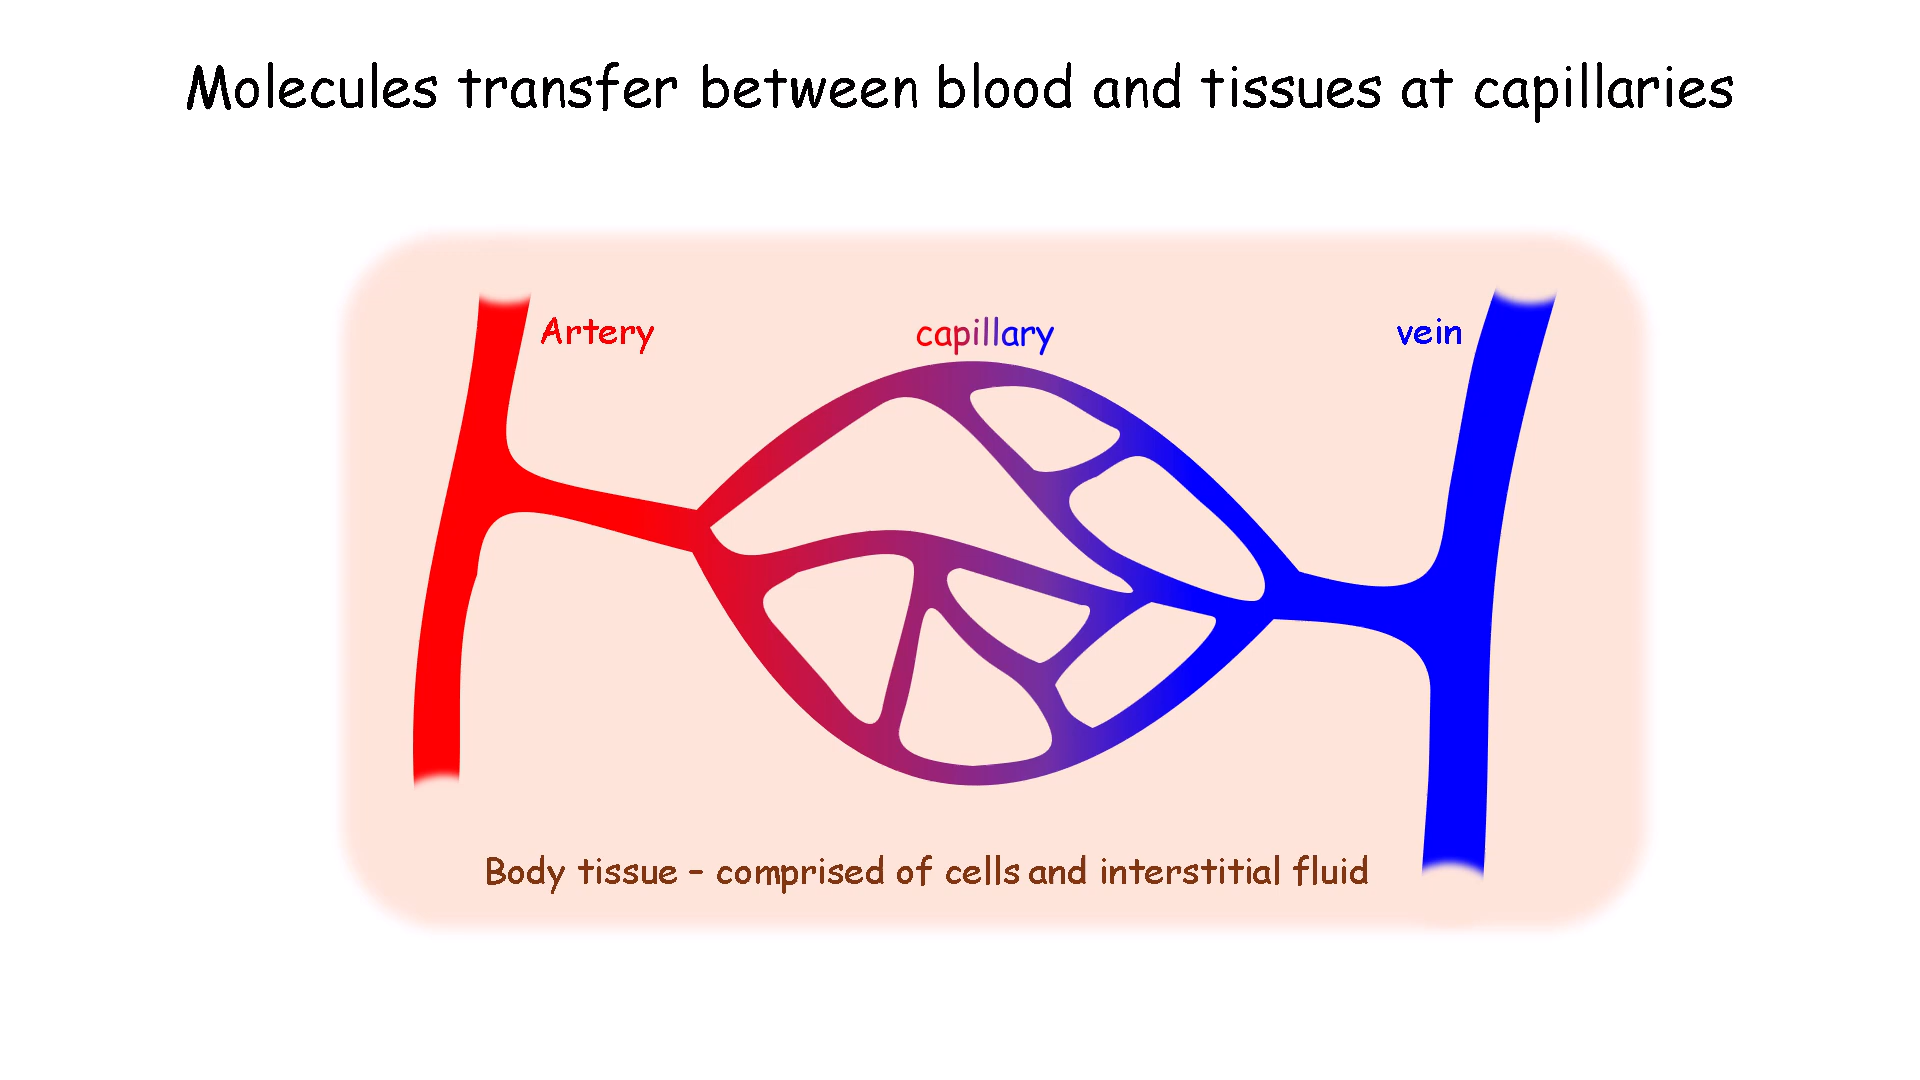 Molecules transfer between blood and tissues at capillaries
Artery
capillary
vein
Body tissue – comprised of cells and interstitial fluid